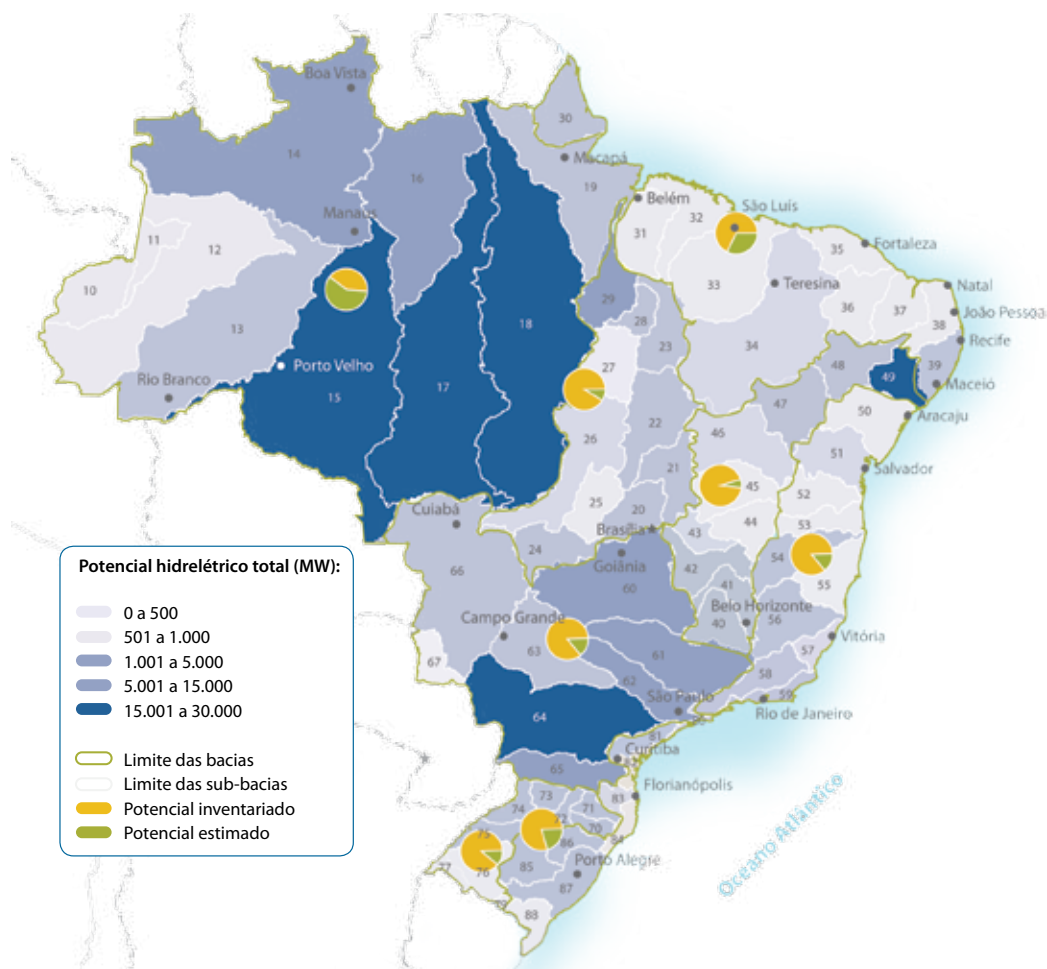 Boa Vista
30
14
Macapá
16
19
Belém
São Luís
Manaus
32
31
35
Fortaleza
11
12
33
Teresina
Natal
10
36
37
João Pessoa
29
28
38
13
18
23
34
Recife
Porto Velho
27
48
39
Rio Branco
15
17
49
Maceió
47
50
Aracaju
22
46
26
51
21
Salvador
45
25
52
Cuiabá
20
44
53
Brasília
43
24
54
Goiânia
42
55
66
60
41
Belo Horizonte
56
Campo Grande
40
Vitória
63
57
67
61
58
62
59
São Paulo
Rio de Janeiro
64
81
Curitiba
65
Florianópolis
73
83
74
71
72
70
75
84
86
77
76
85
Porto Alegre
87
88
Oceano Atlântico
Potencial hidrelétrico total (MW):
0 a 500
501 a 1.000
1.001 a 5.000
5.001 a 15.000
15.001 a 30.000
Limite das bacias
Limite das sub-bacias
Potencial inventariado
Potencial estimado